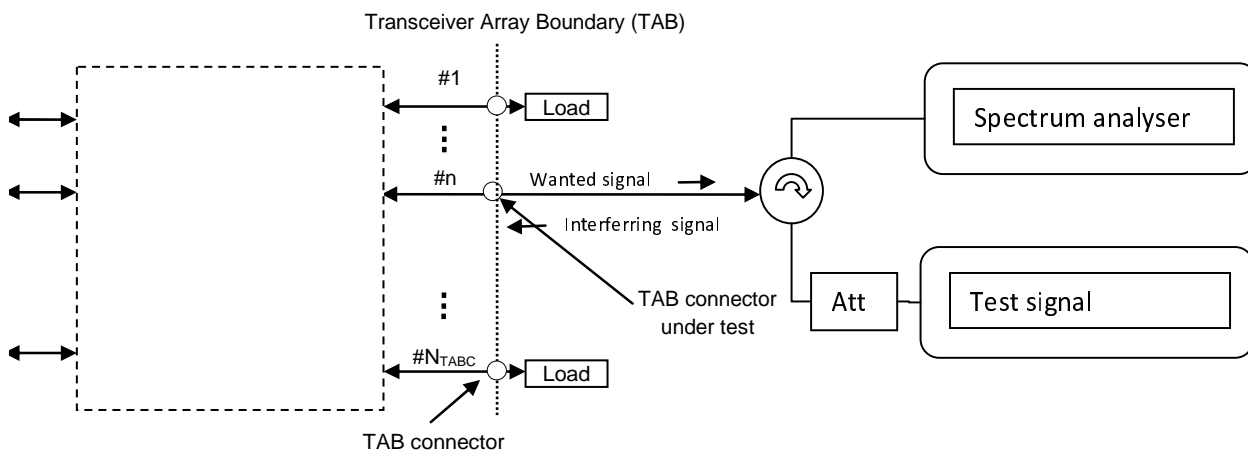 Transceiver Array Boundary (TAB)
#1
Load
Spectrum analyser
#n
Wanted signal
Interferring signal
TAB connector
under test
Att
Test signal
#NTABC
Load
TAB connector